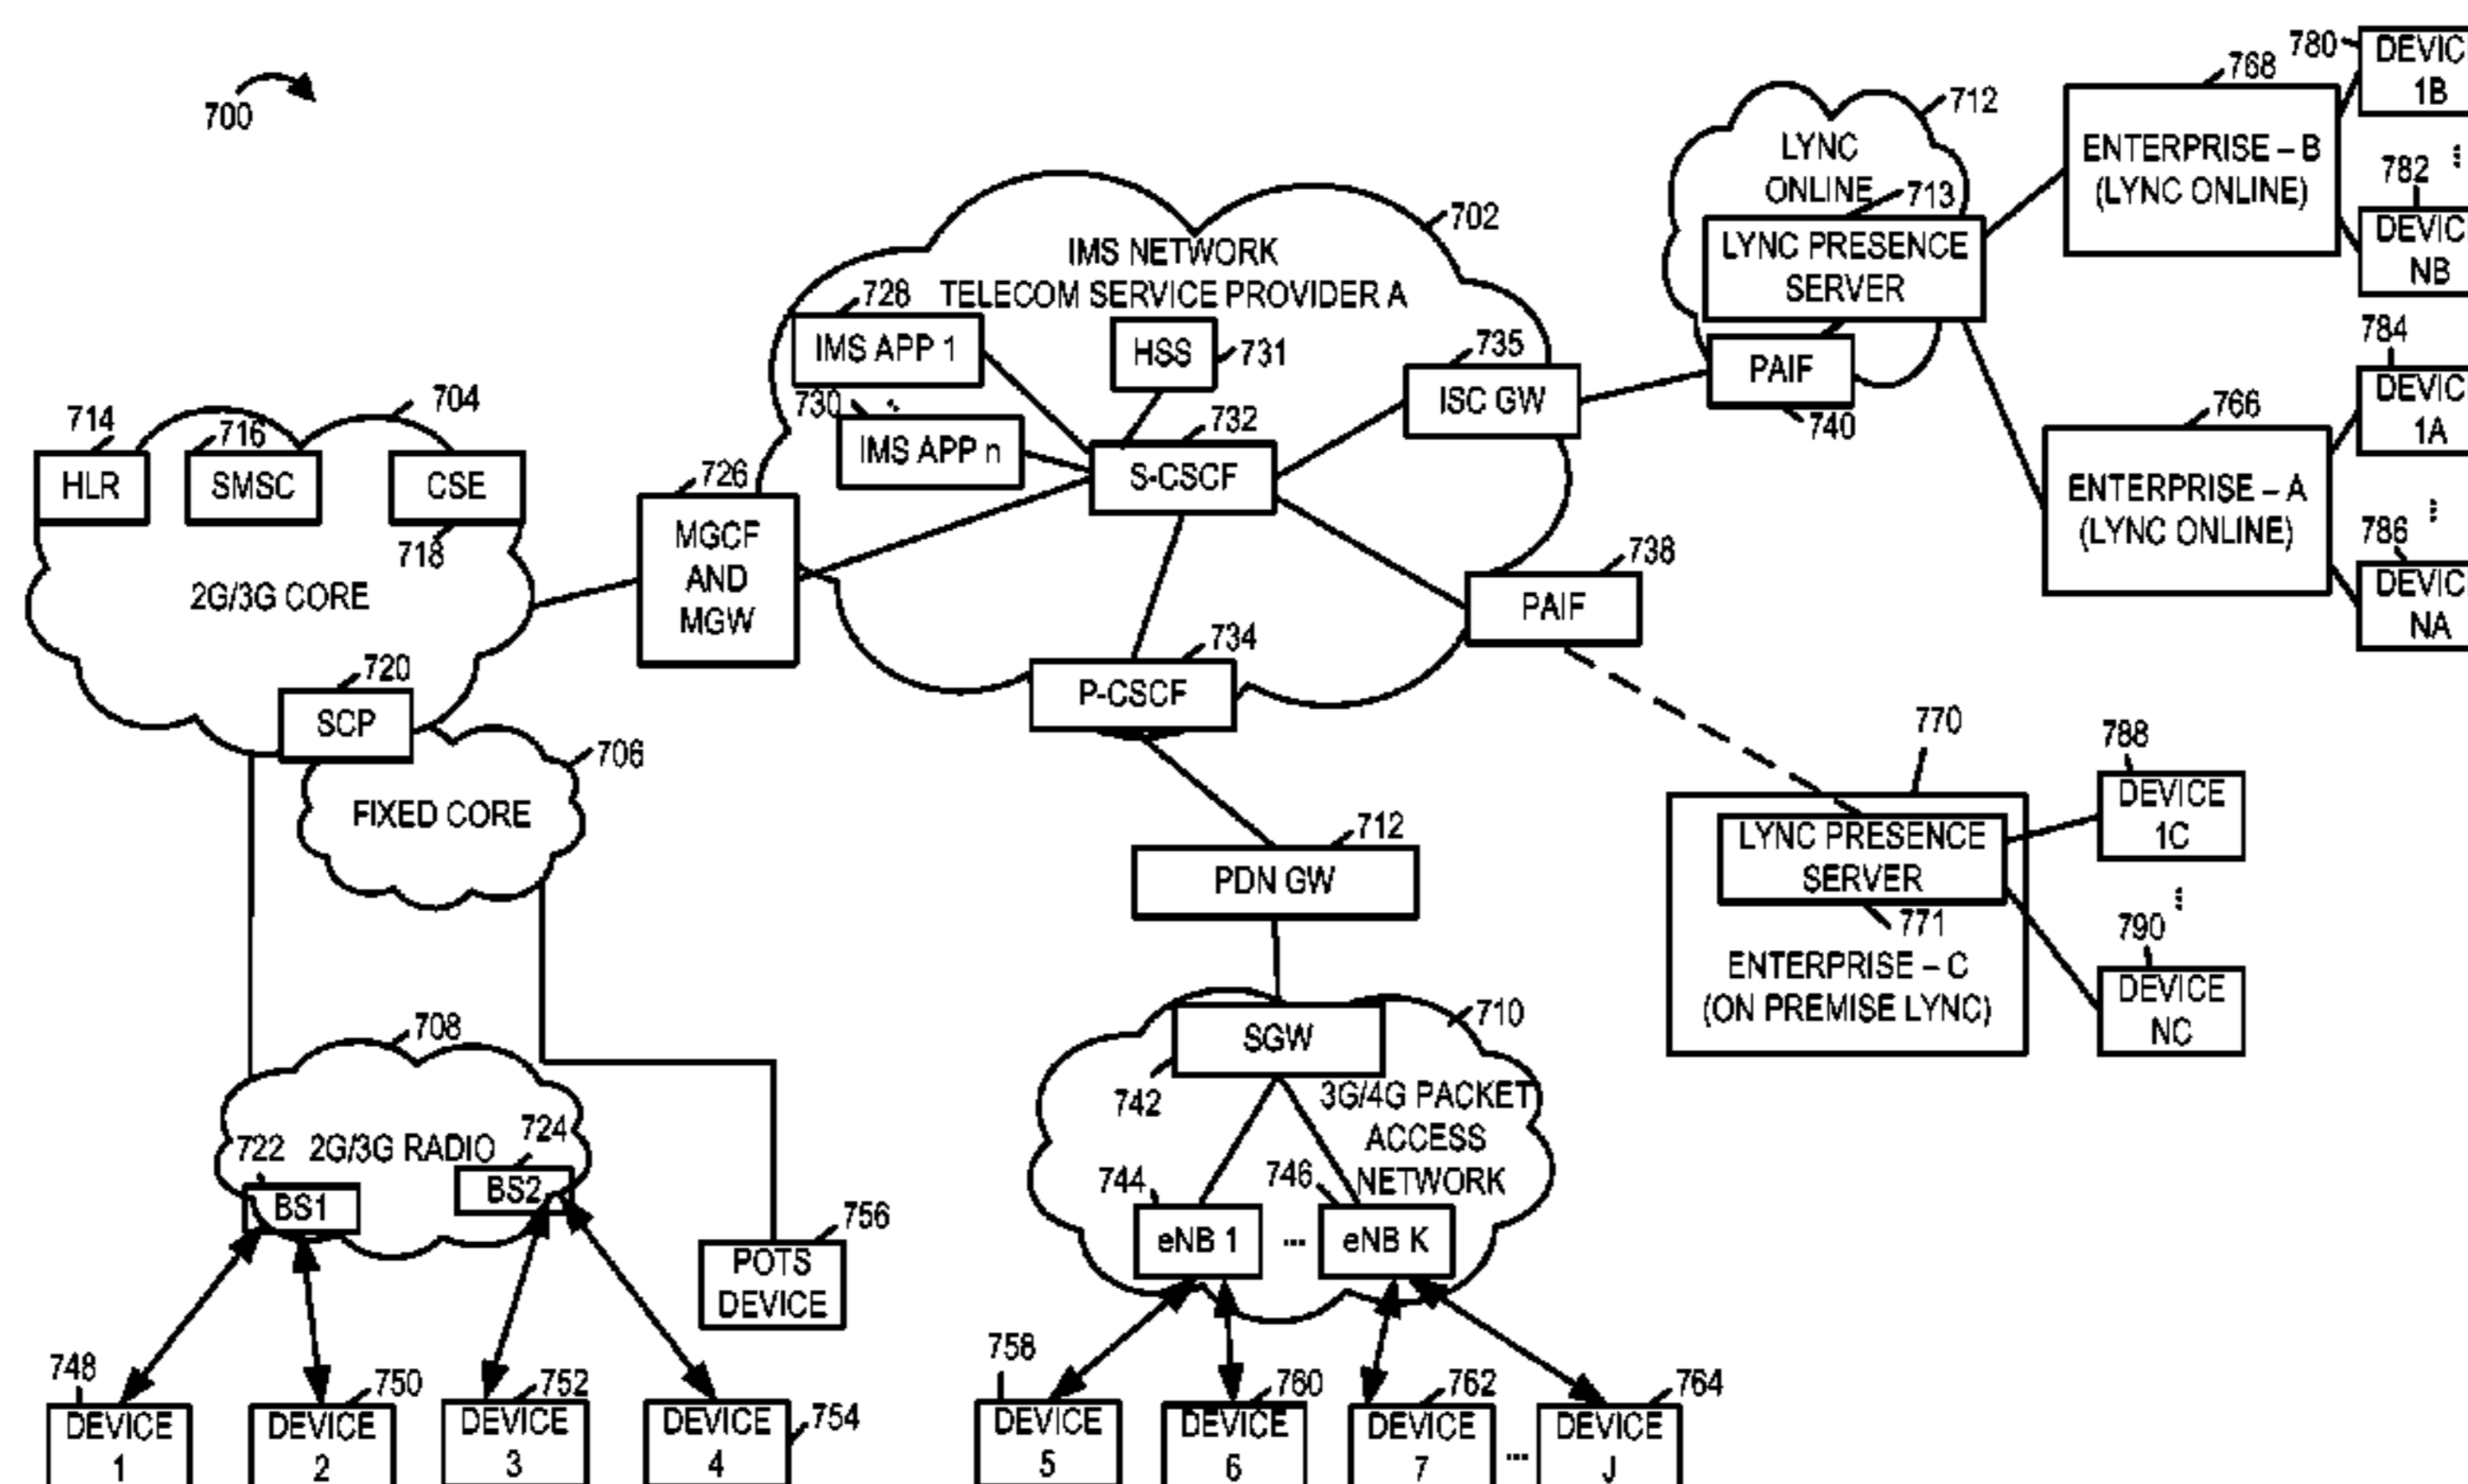 700
704
714
HLR
716
SMSC
CSE
718
2G/3G CORE
720
SCP
706
FIXED CORE
708
722
2G/3G RADIO
724
BS1
BS2
748
DEVICE
1
750
DEVICE
2
752
DEVICE
3
754
DEVICE
4
756
POTS
DEVICE
726
MGCF
AND
MGW
702
IMS NETWORK
TELECOM SERVICE PROVIDER A
728
IMS APP 1
730
IMS APP n
HSS
731
732
S-CSCF
735
ISC GW
738
PAIF
734
P-CSCF
712
PDN GW
710
SGW
742
3G/4G PACKET
ACCESS
NETWORK
744
eNB 1
...
746
eNB K
758
DEVICE
5
760
DEVICE
6
762
DEVICE
7
...
764
DEVICE
J
712
LYNC
ONLINE
713
LYNC PRESENCE
SERVER
PAIF
740
768
ENTERPRISE – B
(LYNC ONLINE)
780
DEVIC
1B
...
782
DEVIC
NB
766
ENTERPRISE – A
(LYNC ONLINE)
784
DEVIC
1A
...
786
DEVIC
NA
770
LYNC PRESENCE
SERVER
771
ENTERPRISE – C
(ON PREMISE LYNC)
788
DEVICE
1C
...
790
DEVICE
NC